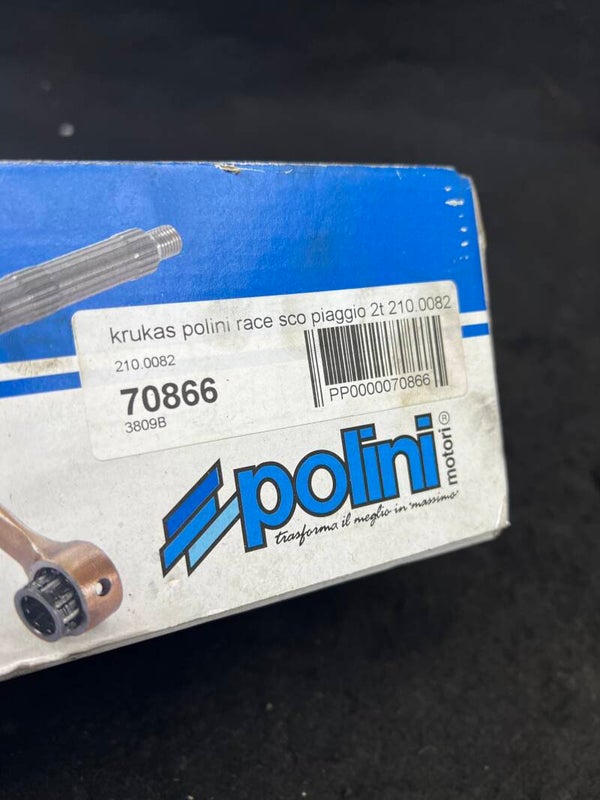 krukas polini race sco piaggio 2t 210.0082
210.0082
70866
3809B
PP0000070866
polini
motori®
trasforma il meglio in "massimo"